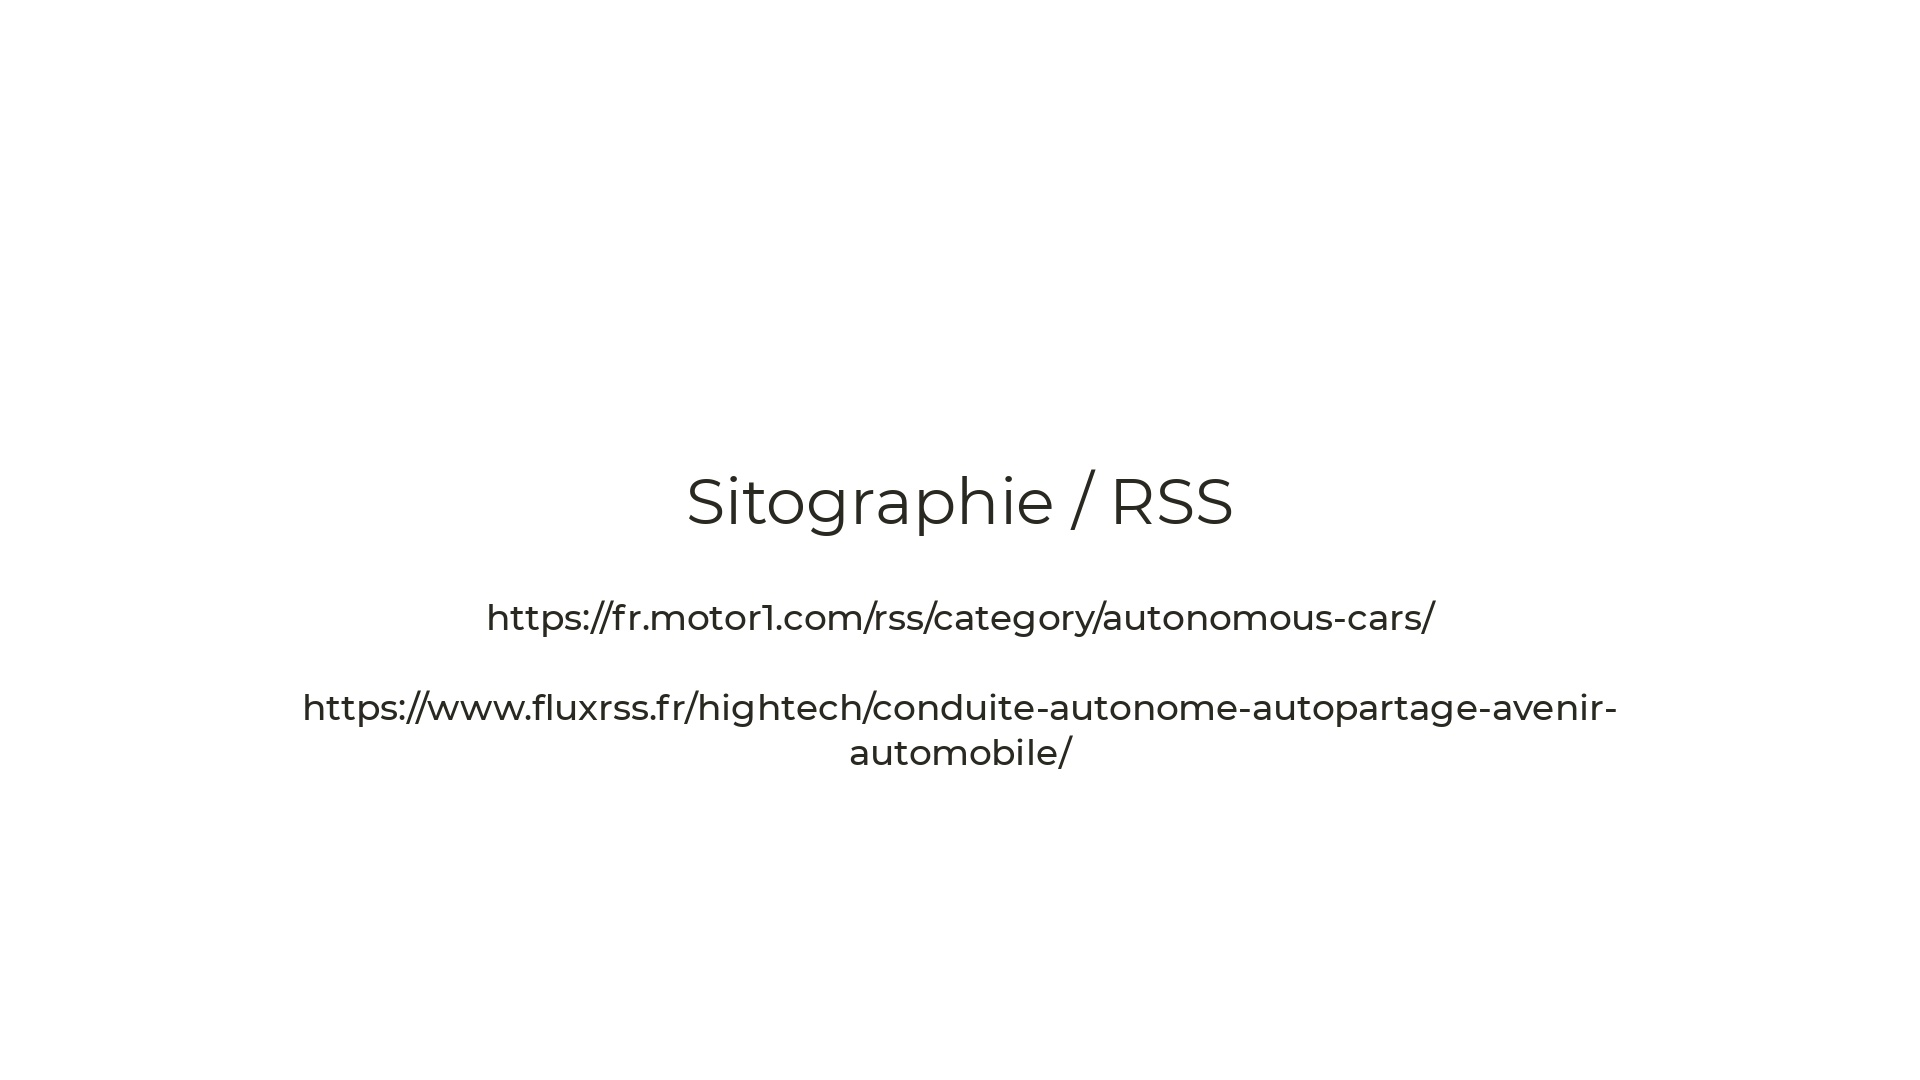 Sitographie / RSS
https://fr.motor1.com/rss/category/autonomous-cars/
https://www.fluxrss.fr/hightech/conduite-autonome-autopartage-avenir-
automobile/